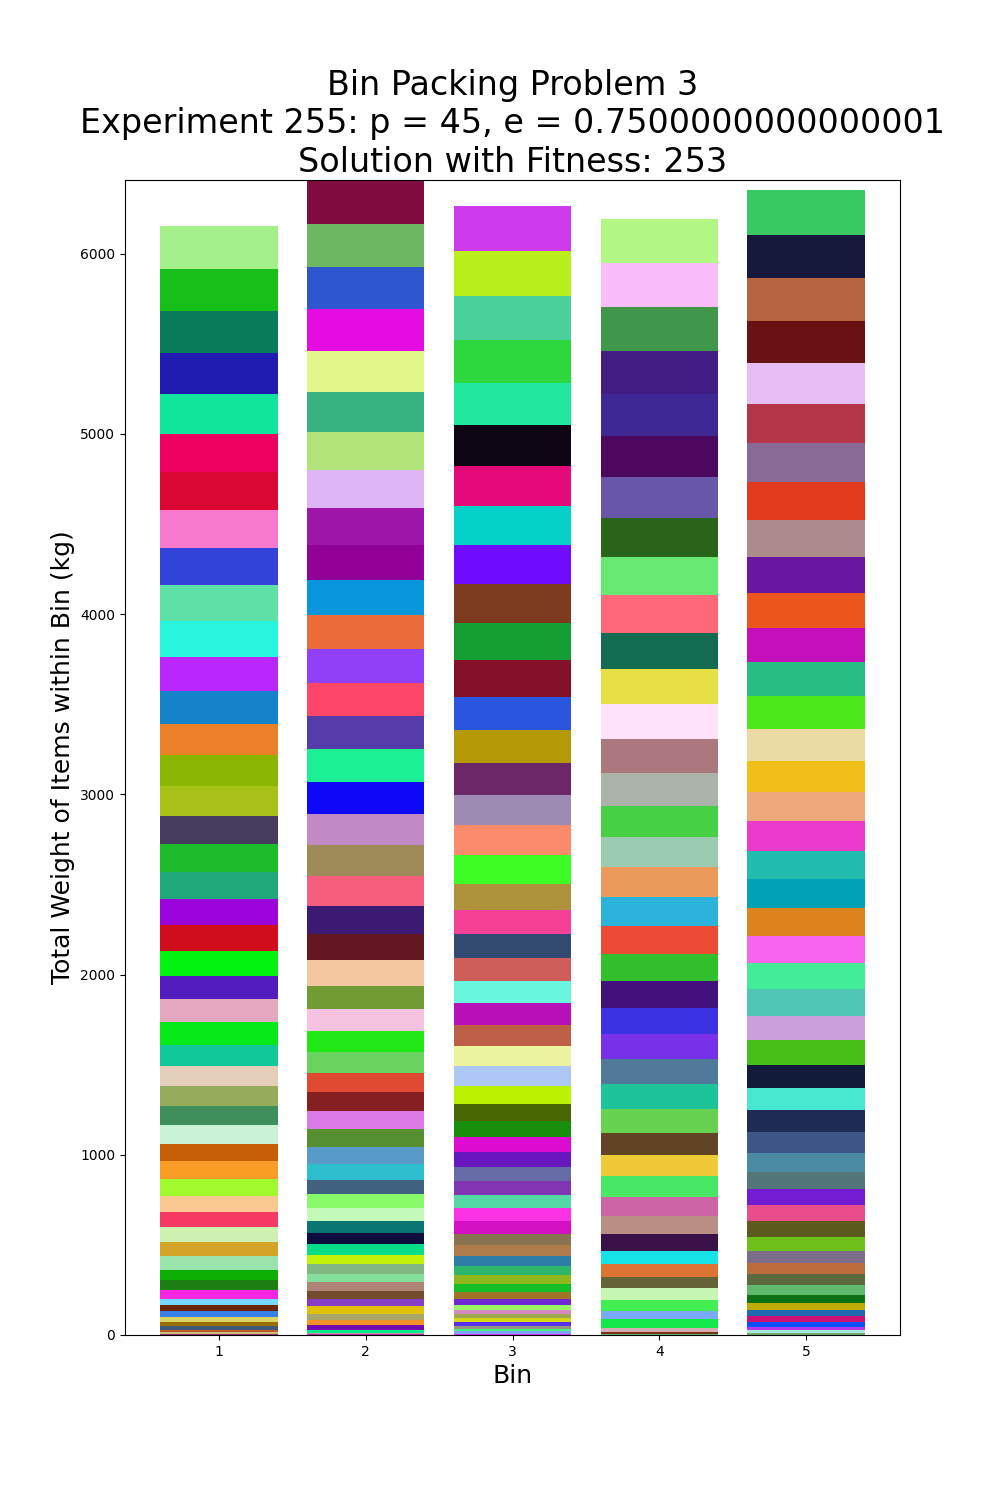 Bin Packing Problem 3
Experiment 255: p = 45, e = 0.7500000000000001
Solution with Fitness: 253
Total Weight of Items within Bin (kg)
6000
5000
4000
3000
2000
1000
0
1 2 3 4 5
Bin